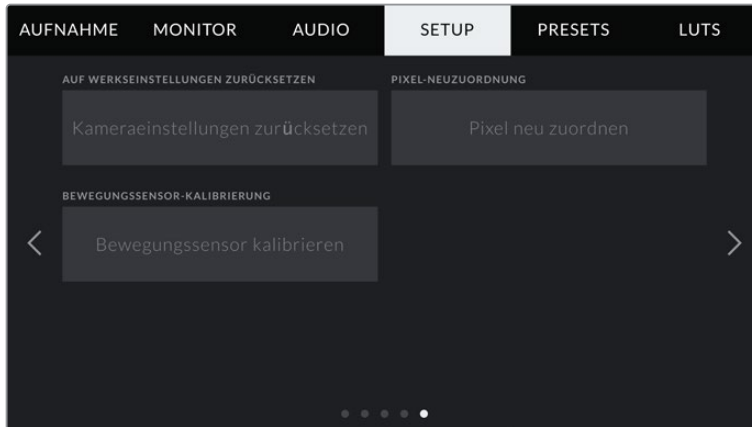 AUFNAHME MONITOR AUDIO SETUP PRESETS LUTS
AUF WERKSEINSTELLUNGEN ZURÜCKSETZEN PIXEL-NEUZUORDNUNG
Kameraeinstellungen zurücksetzen Pixel neu zuordnen
BEWEGUNGSSENSOR-KALIBRIERUNG
Bewegungssensor kalibrieren